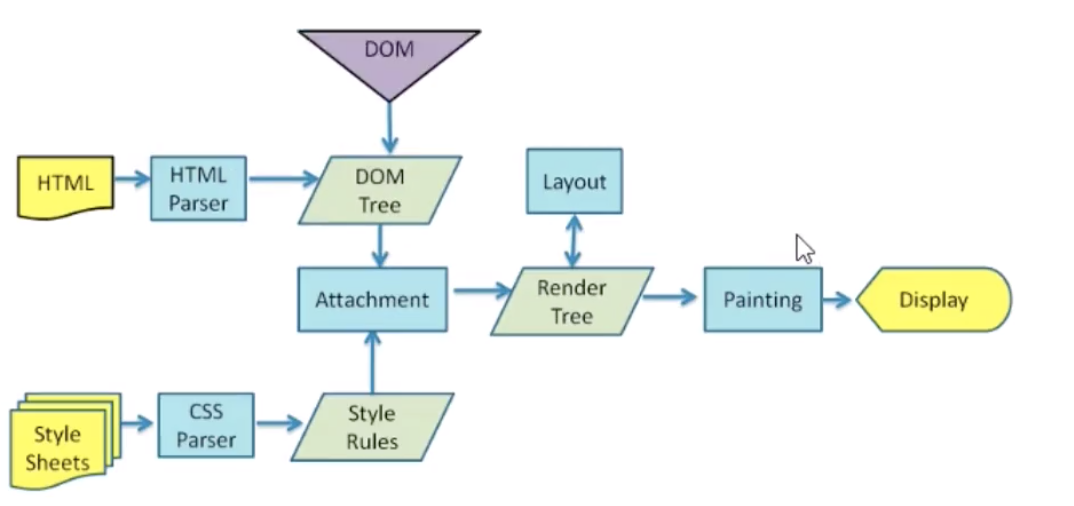 DOM
HTML
HTML
Parser
DOM
Tree
Layout
Attachment
Render
Tree
Painting
Display
Style
Sheets
CSS
Parser
Style
Rules